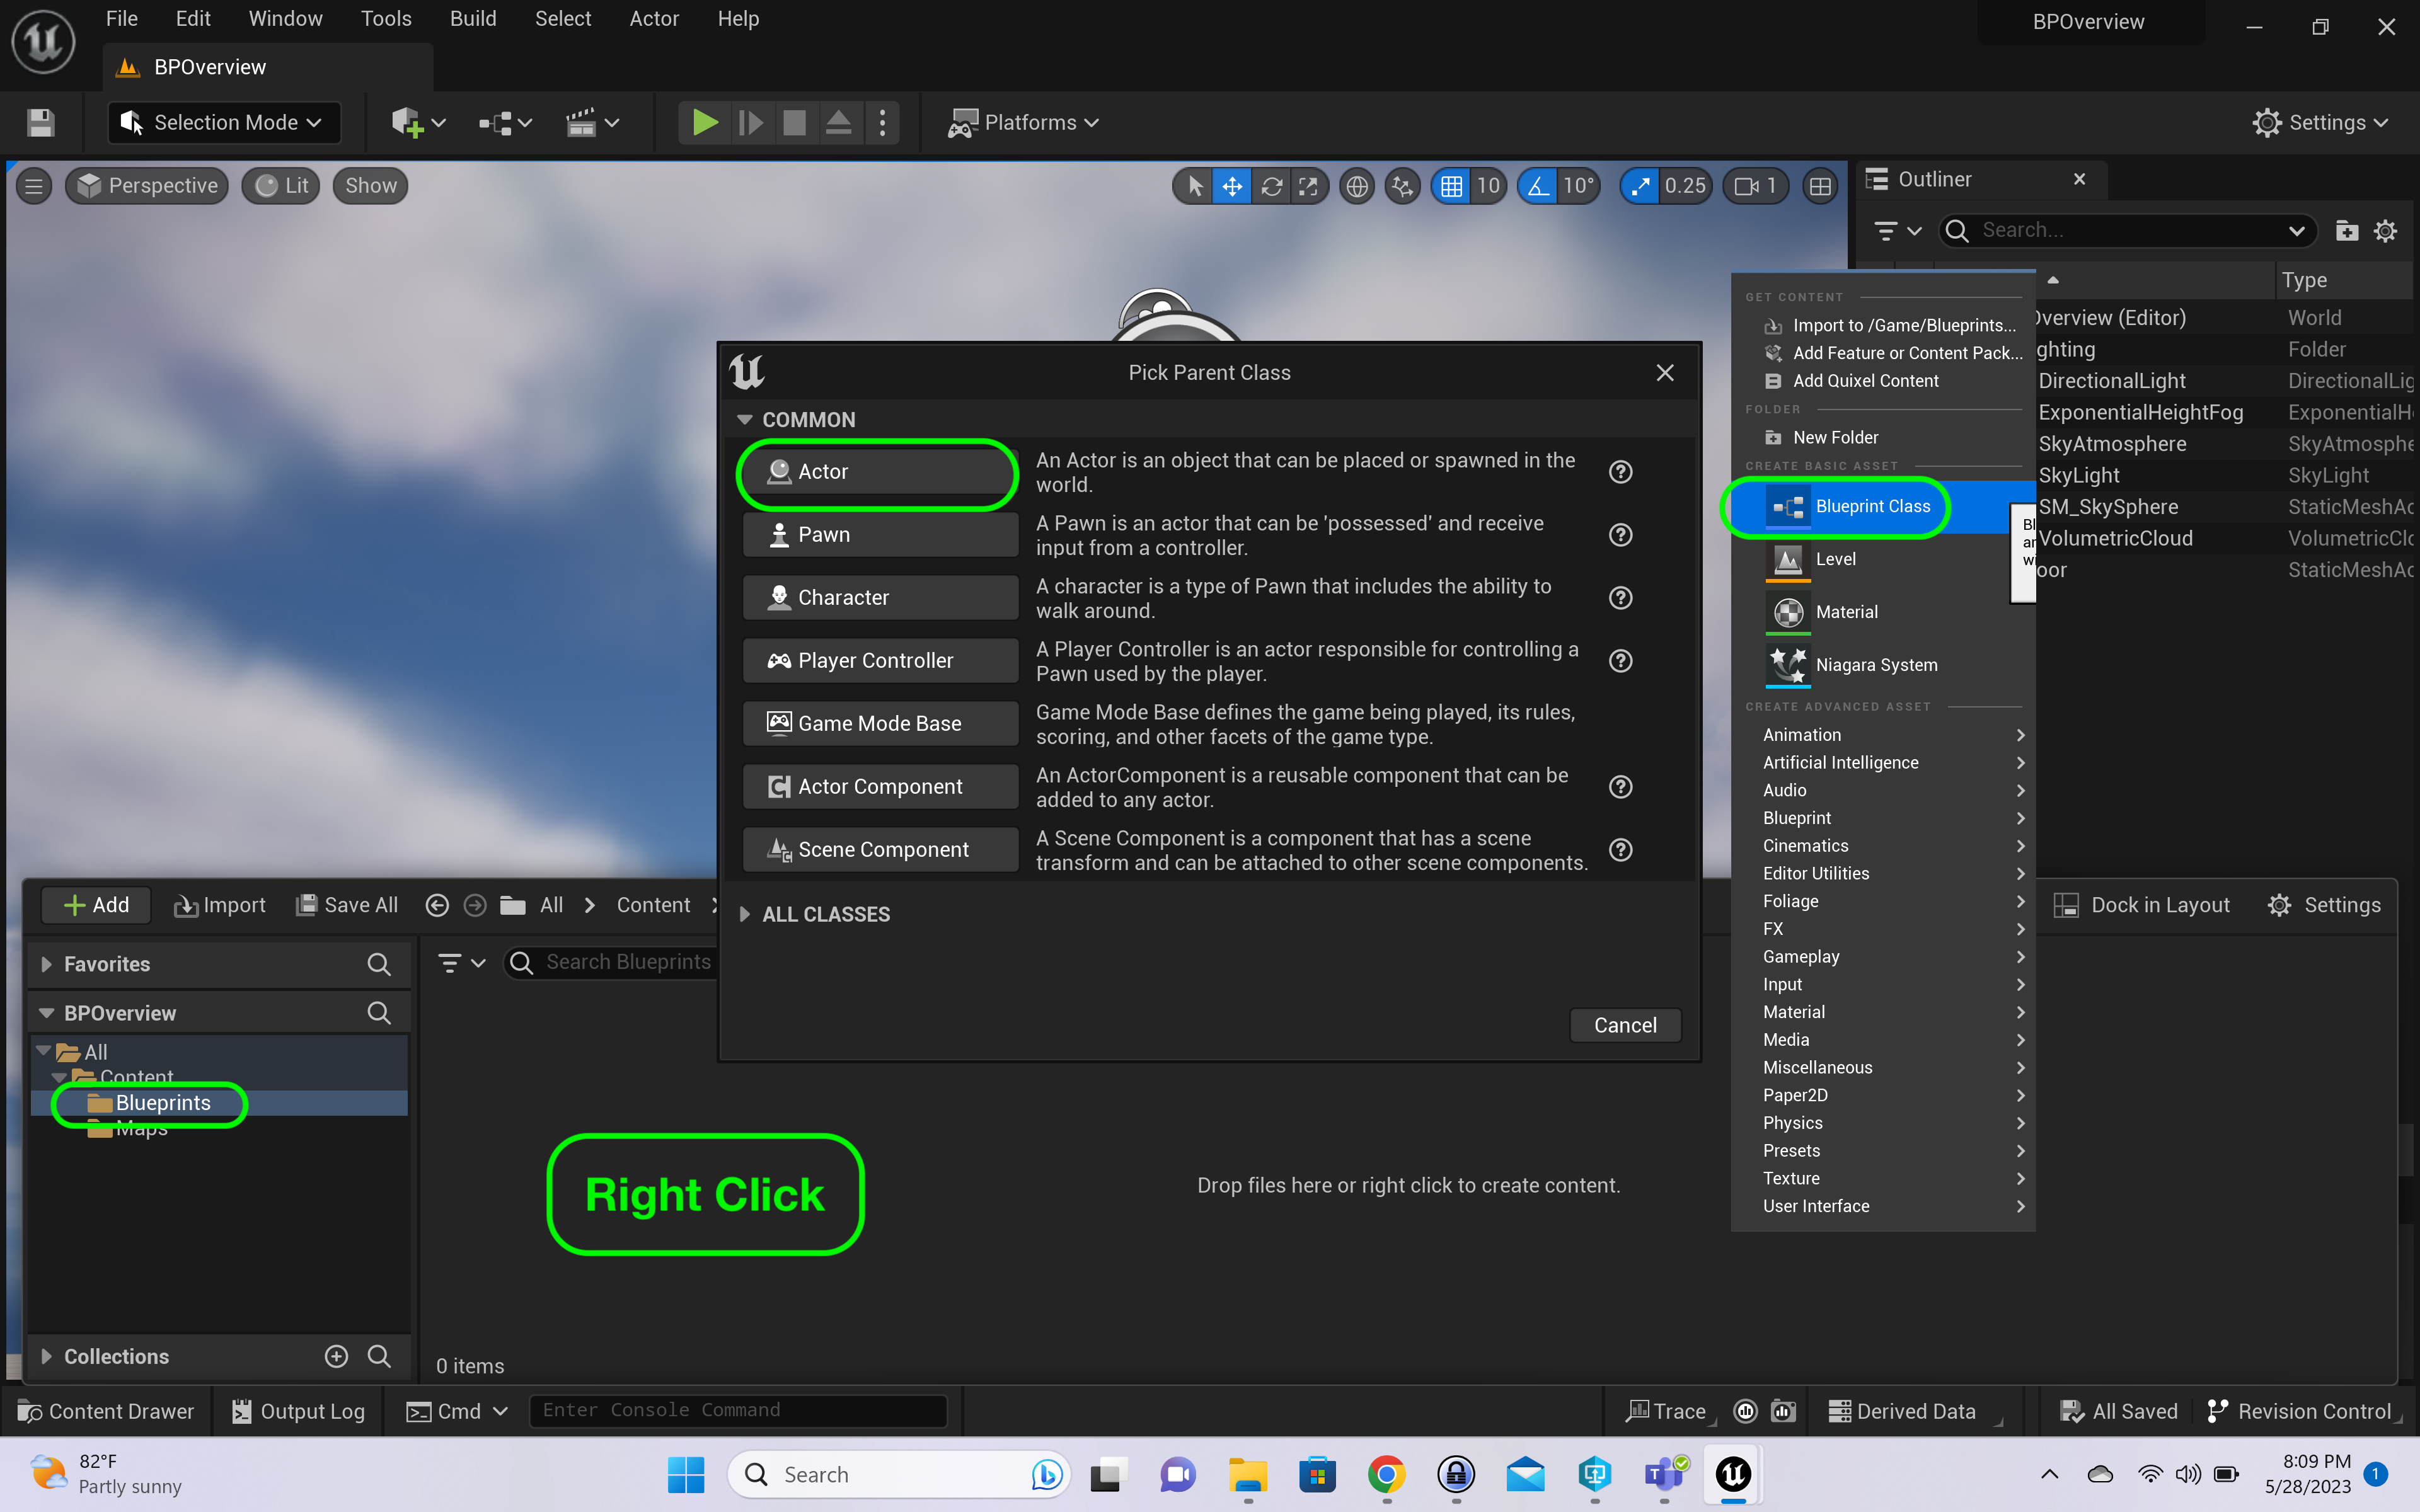 File Edit Window Tools Build Select Actor Help
BPOverview
BPOverview
Selection Mode
Platforms
Settings
Perspective
Lit
Show
10
10°
0.25
1
Outliner
Search...
Type
Overview (Editor) World
ghting Folder
DirectionalLight DirectionalLig
ExponentialHeightFog ExponentialHe
SkyAtmosphere SkyAtmosphe
SkyLight SkyLight
SM_SkySphere StaticMeshAc
VolumetricCloud VolumetricClo
oor StaticMeshAc
GET CONTENT
Import to /Game/Blueprints...
Add Feature or Content Pack...
Add Quixel Content
FOLDER
New Folder
CREATE BASIC ASSET
Blueprint Class
Bl
an
wi
Level
Material
Niagara System
CREATE ADVANCED ASSET
Animation
Artificial Intelligence
Audio
Blueprint
Cinematics
Editor Utilities
Foliage
FX
Gameplay
Input
Material
Media
Miscellaneous
Paper2D
Physics
Presets
Texture
User Interface
Pick Parent Class
COMMON
Actor
An Actor is an object that can be placed or spawned in the
world.
Pawn
A Pawn is an actor that can be 'possessed' and receive
input from a controller.
Character
A character is a type of Pawn that includes the ability to
walk around.
Player Controller
A Player Controller is an actor responsible for controlling a
Pawn used by the player.
Game Mode Base
Game Mode Base defines the game being played, its rules,
scoring, and other facets of the game type.
Actor Component
An ActorComponent is a reusable component that can be
added to any actor.
Scene Component
A Scene Component is a component that has a scene
transform and can be attached to other scene components.
ALL CLASSES
Cancel
Add
Import
Save All
All
Content
Dock in Layout
Settings
Favorites
Search Blueprints
BPOverview
All
Content
Blueprints
Maps
Right Click
Drop files here or right click to create content.
Collections
0 items
Content Drawer
Output Log
Cmd
Enter Console Command
Trace
Derived Data
All Saved
Revision Control
82°F
Partly sunny
Search
8:09 PM
5/28/2023
1